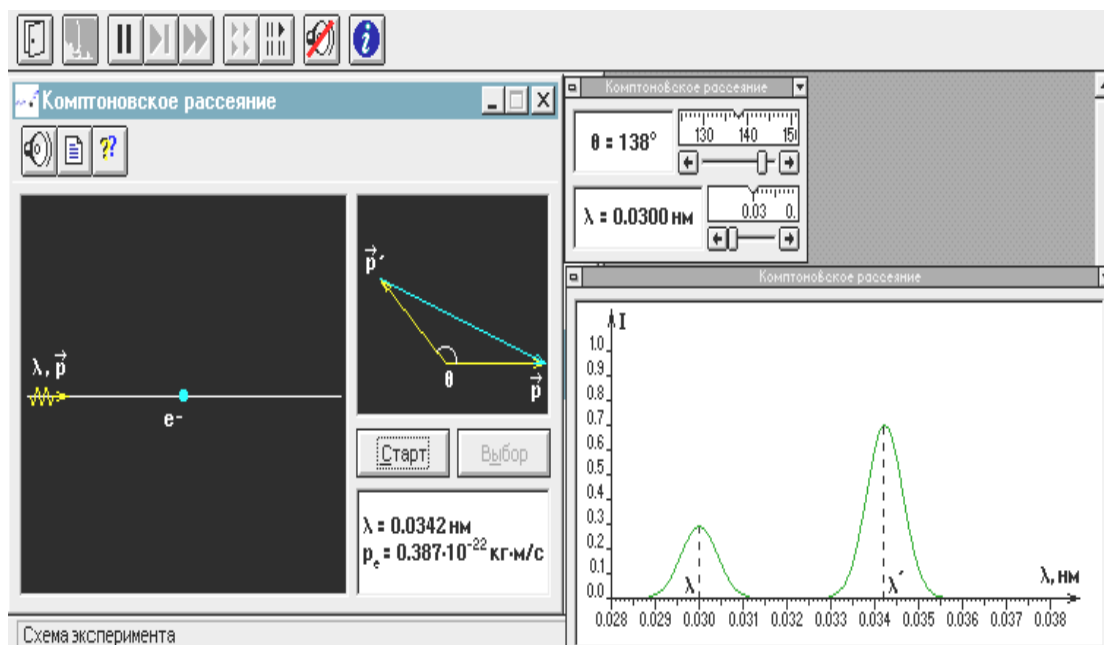 Комптоновское рассеяние
??
λ, p⃗
e-
p⃗´
θ
p⃗
Старт
Выбор
λ = 0.0342 нм
pₑ = 0.387·10⁻²² кг·м/с
Схема эксперимента
Комптоновское рассеяние
θ = 138°
130 140 15
λ = 0.0300 нм
0.03 0.
Комптоновское рассеяние
I
1.0
0.9
0.8
0.7
0.6
0.5
0.4
0.3
0.2
0.1
0.0
λ λ´ λ, нм
0.028 0.029 0.030 0.031 0.032 0.033 0.034 0.035 0.036 0.037 0.038